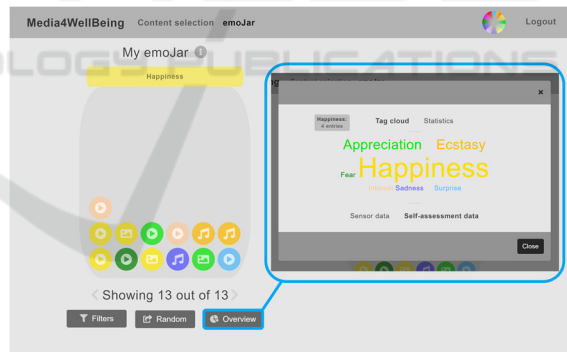 Media4WellBeing Content selection emoJar Logout
My emoJar
Happiness
Happiness:
4 entries
Tag cloud Statistics
Appreciation Ecstasy
Fear Happiness
Interest Sadness Surprise
Sensor data Self-assessment data
Close
Showing 13 out of 13
Filters Random Overview